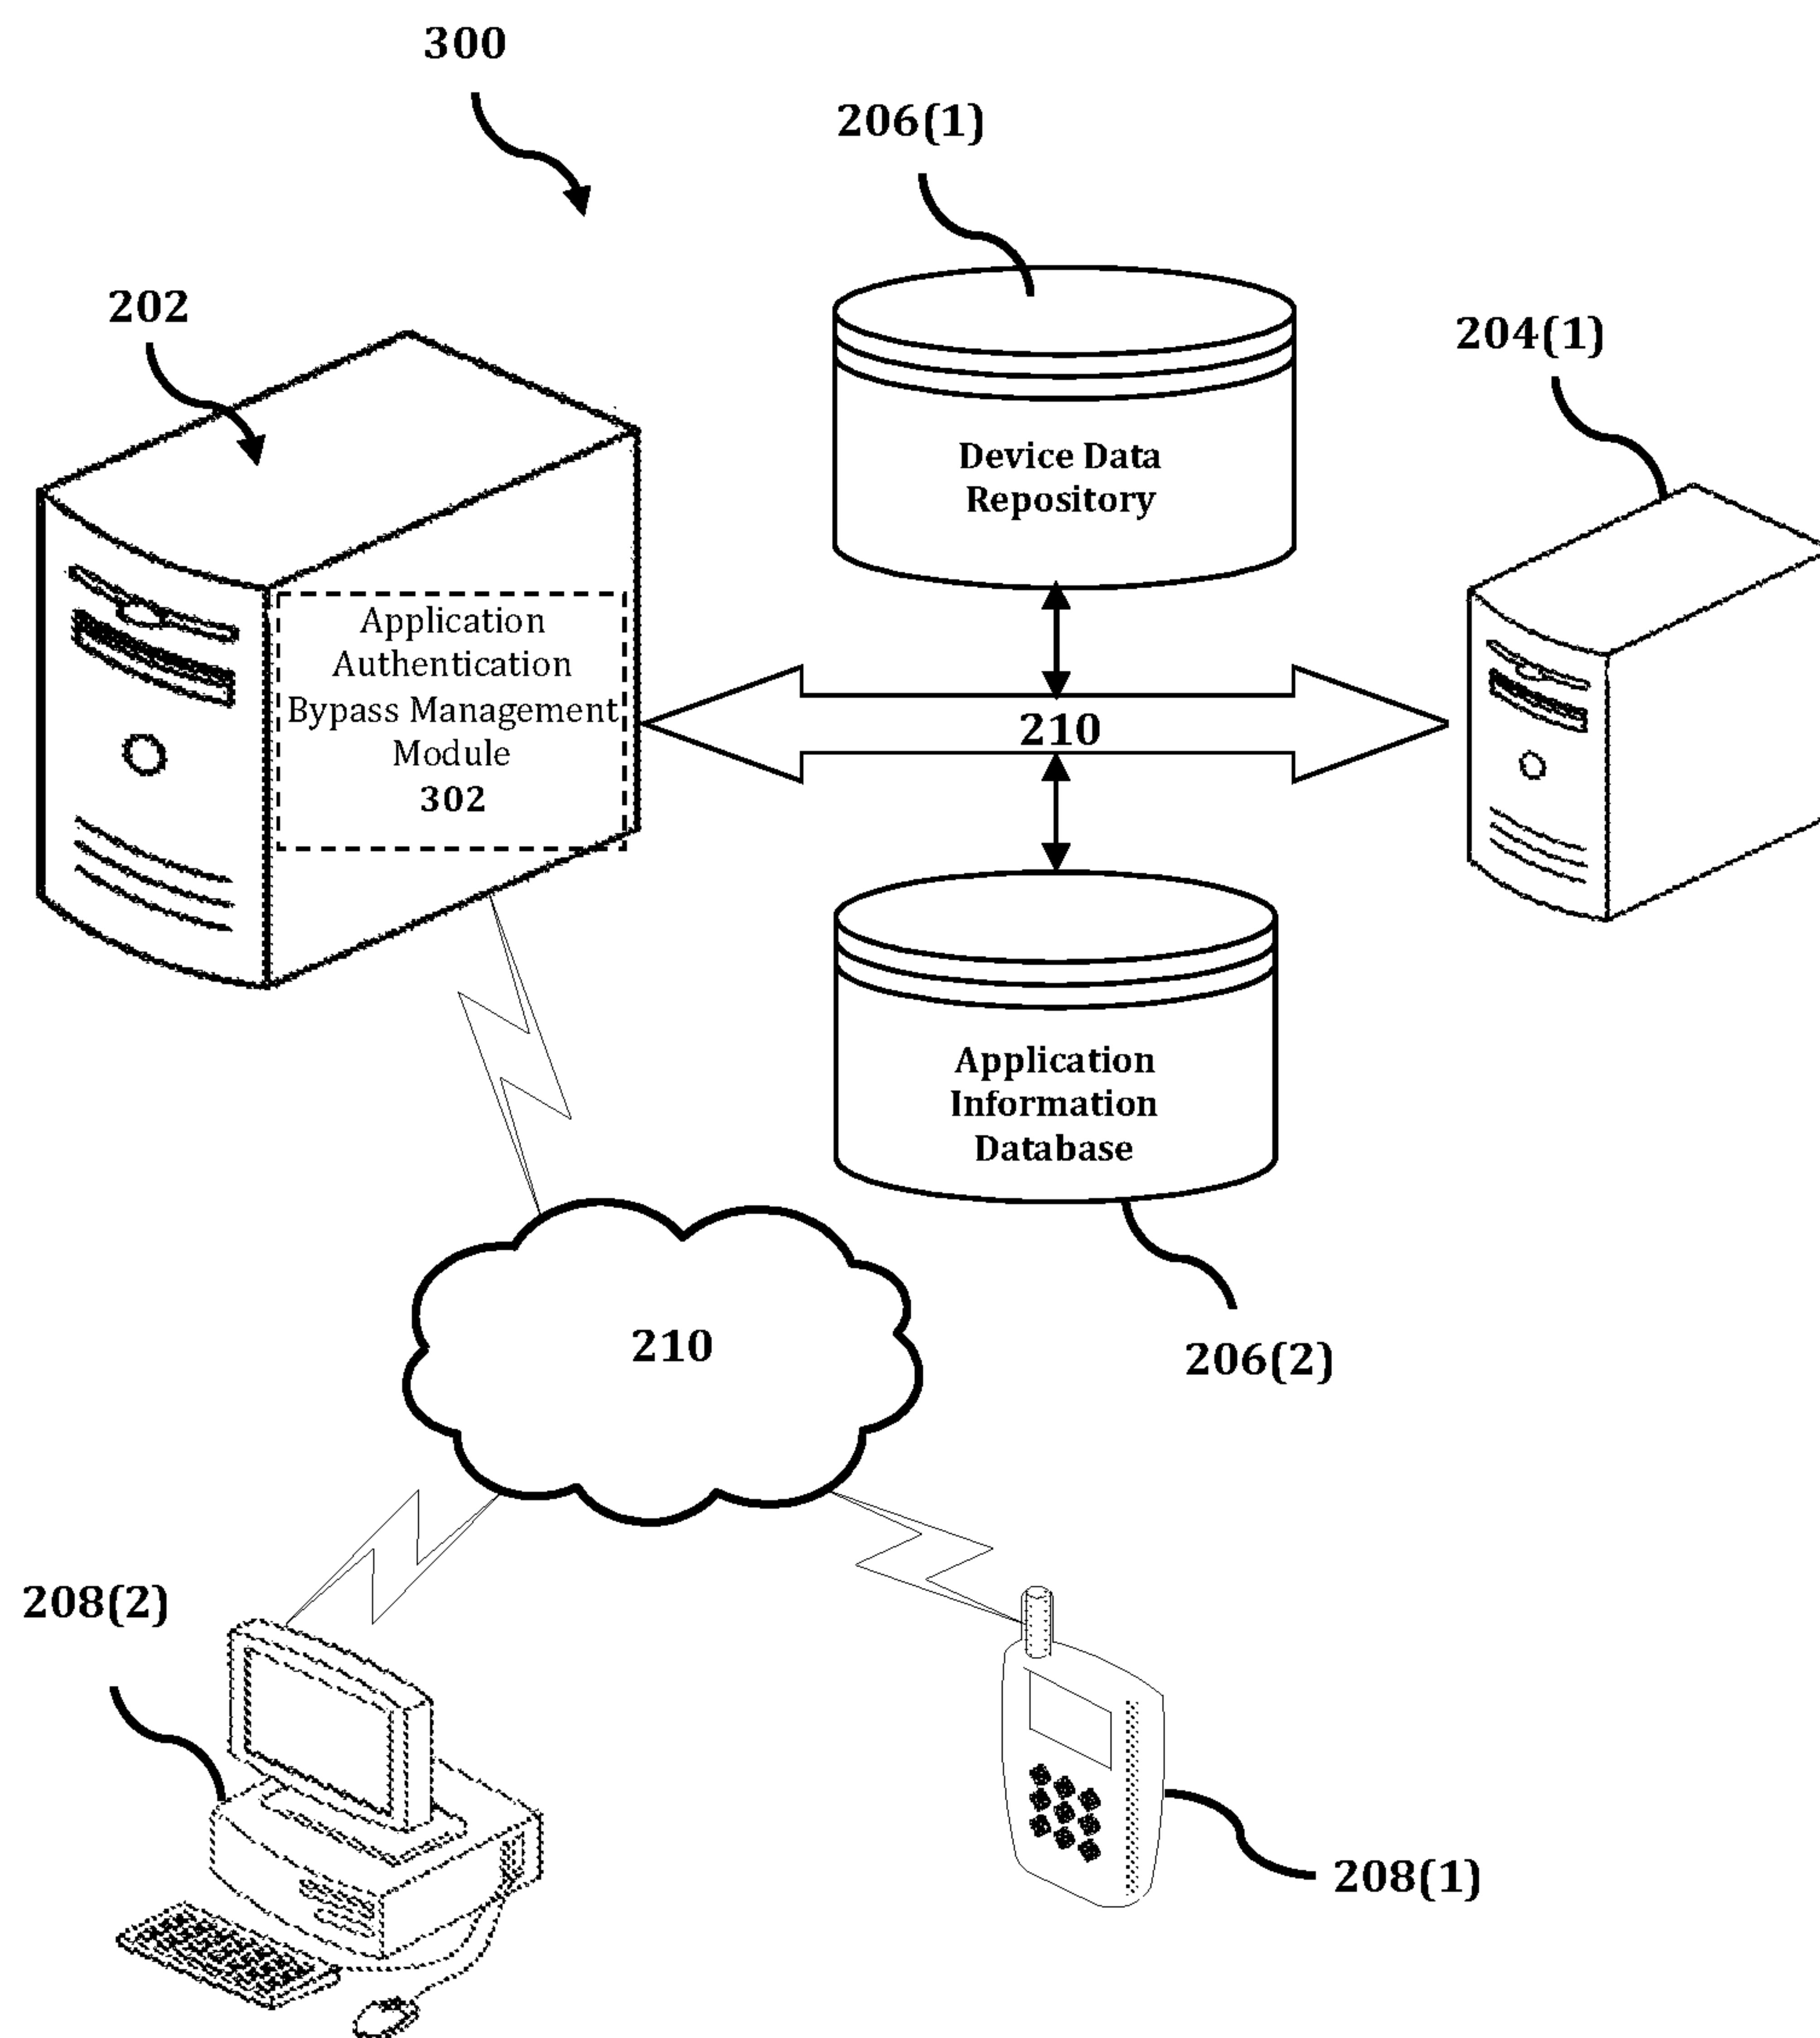 300
206(1)
202
204(1)
Device Data
Repository
Application
Authentication
Bypass Management
Module
302
210
Application
Information
Database
210
206(2)
208(2)
208(1)